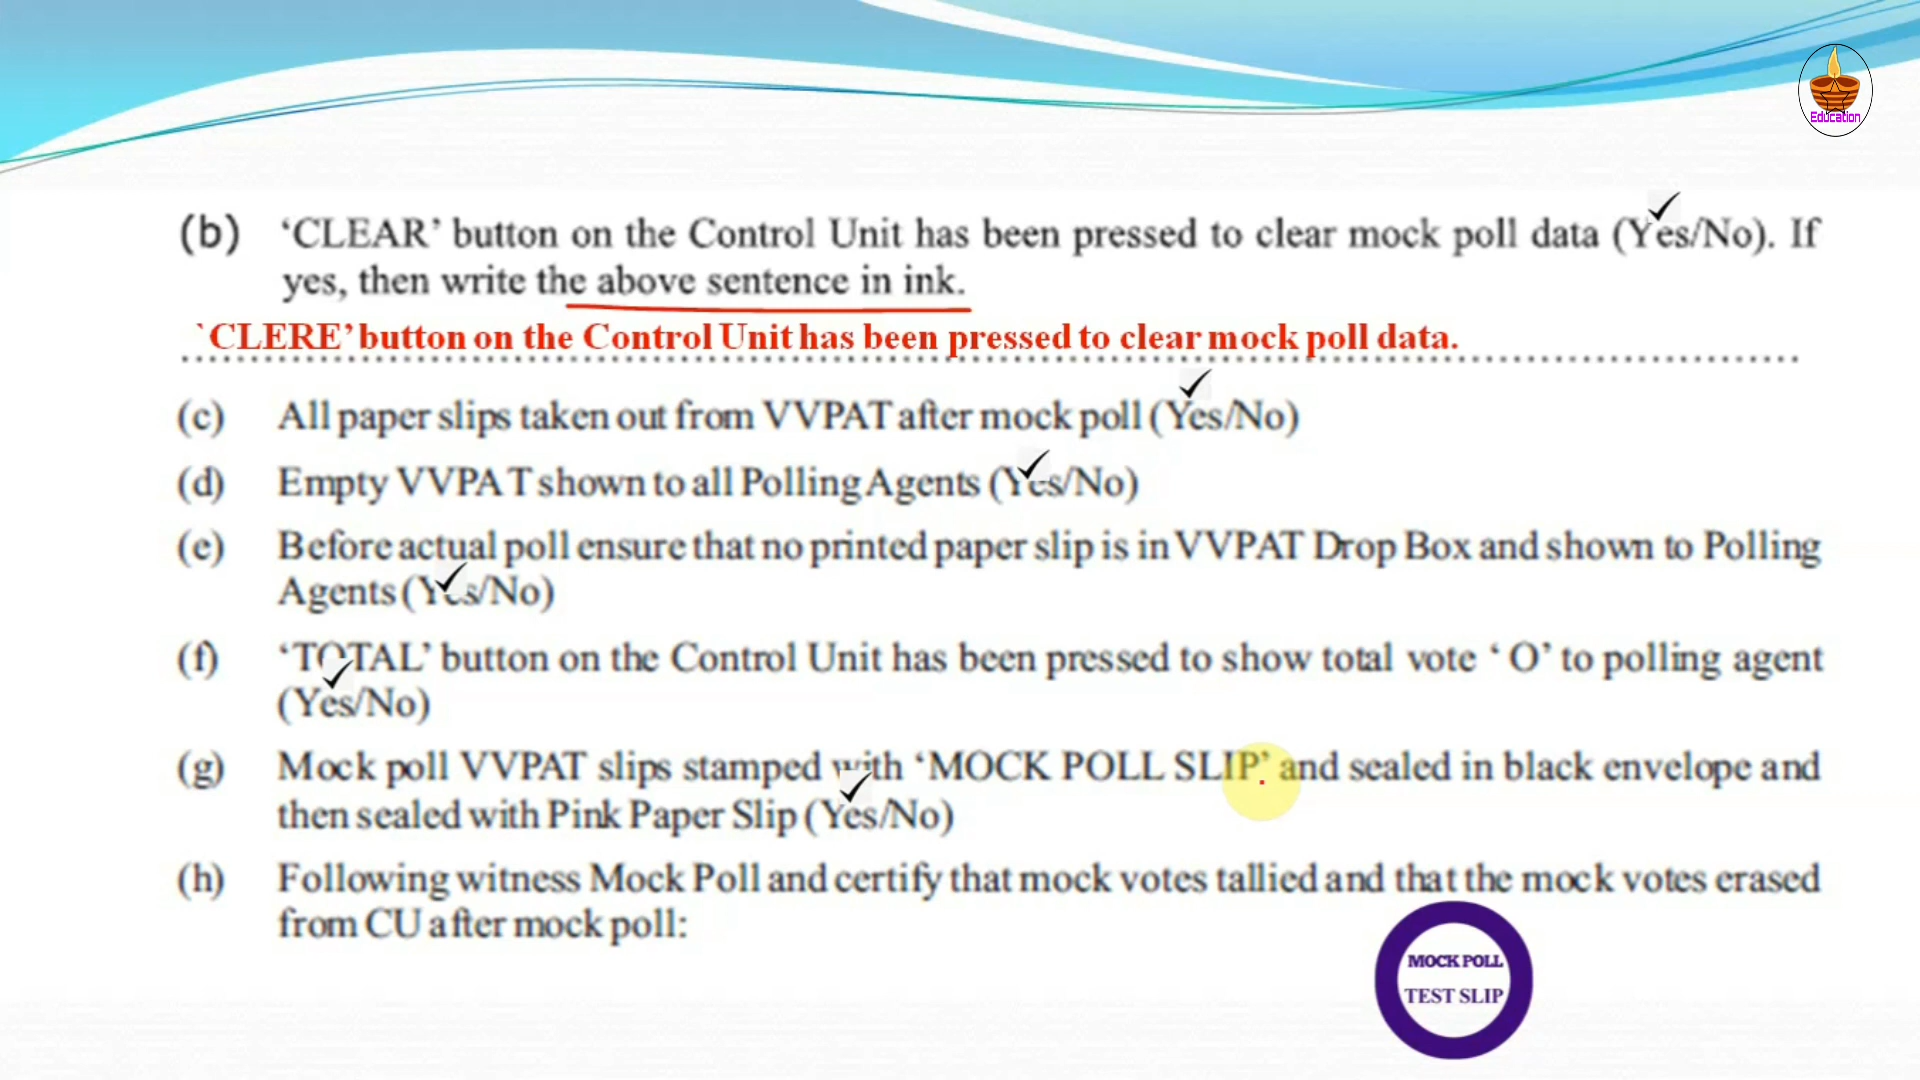 Education
(b) ‘CLEAR’ button on the Control Unit has been pressed to clear mock poll data (Yes/No). If
yes, then write the above sentence in ink.
`CLERE’ button on the Control Unit has been pressed to clear mock poll data.
(c) All paper slips taken out from VVPAT after mock poll (Yes/No)
(d) Empty VVPAT shown to all Polling Agents (Yes/No)
(e) Before actual poll ensure that no printed paper slip is in VVPAT Drop Box and shown to Polling
Agents (Yes/No)
(f) ‘TOTAL’ button on the Control Unit has been pressed to show total vote ‘ O’ to polling agent
(Yes/No)
(g) Mock poll VVPAT slips stamped with ‘MOCK POLL SLIP’ and sealed in black envelope and
then sealed with Pink Paper Slip (Yes/No)
(h) Following witness Mock Poll and certify that mock votes tallied and that the mock votes erased
from CU after mock poll:
MOCK POLL
TEST SLIP